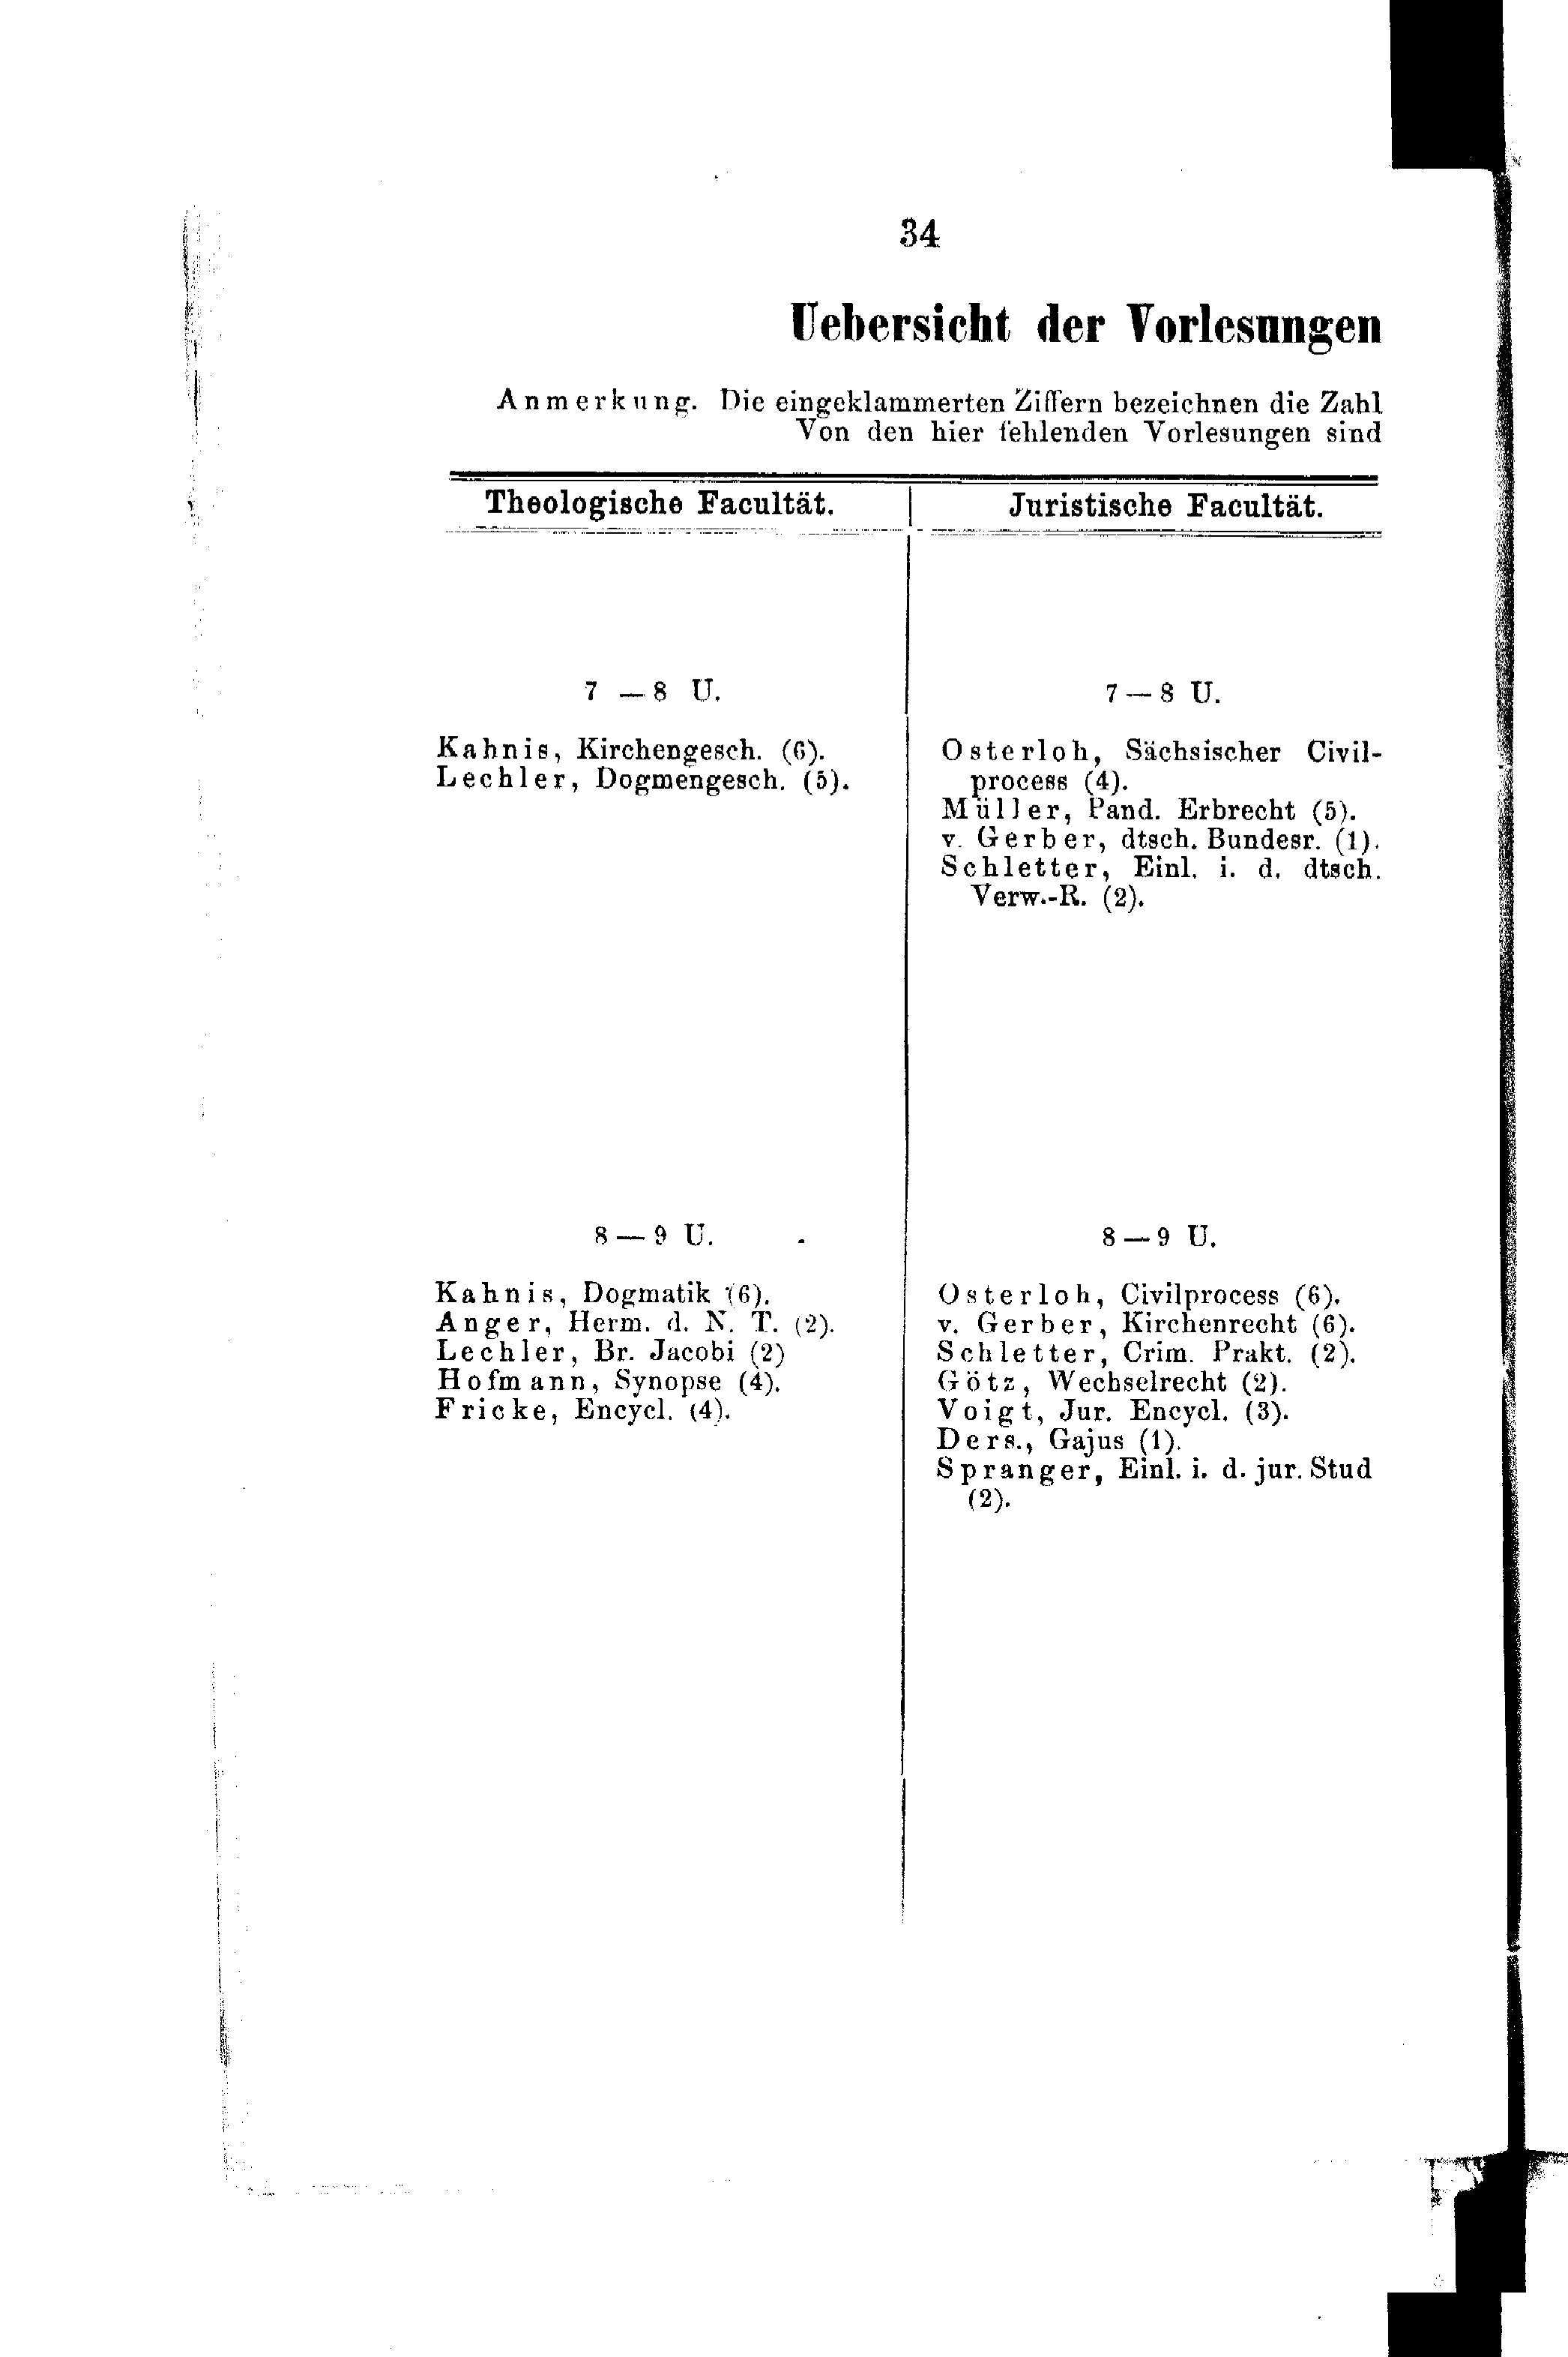 34
Uebersicht der Vorlesungen
Anmerkung. Die eingeklammerten Ziffern bezeichnen die Zahl
Von den hier fehlenden Vorlesungen sind
Theologische Facultät.
7 — 8 U.
Kahnis, Kirchengesch. (6).
Lechler, Dogmengesch. (5).
8 — 9 U.
Kahnis, Dogmatik (6).
Anger, Herm. d. N. T. (2).
Lechler, Br. Jacobi (2)
Hofmann, Synopse (4).
Fricke, Encycl. (4).
Juristische Facultät.
7 — 8 U.
Osterloh, Sächsischer Civil-
process (4).
Müller, Pand. Erbrecht (5).
v. Gerber, dtsch. Bundesr. (1).
Schletter, Einl. i. d. dtsch.
Verw.-R. (2).
8 — 9 U.
Osterloh, Civilprocess (6).
v. Gerber, Kirchenrecht (6).
Schletter, Crim. Prakt. (2).
Götz, Wechselrecht (2).
Voigt, Jur. Encycl. (3).
Ders., Gajus (1).
Spranger, Einl. i. d. jur. Stud
(2).